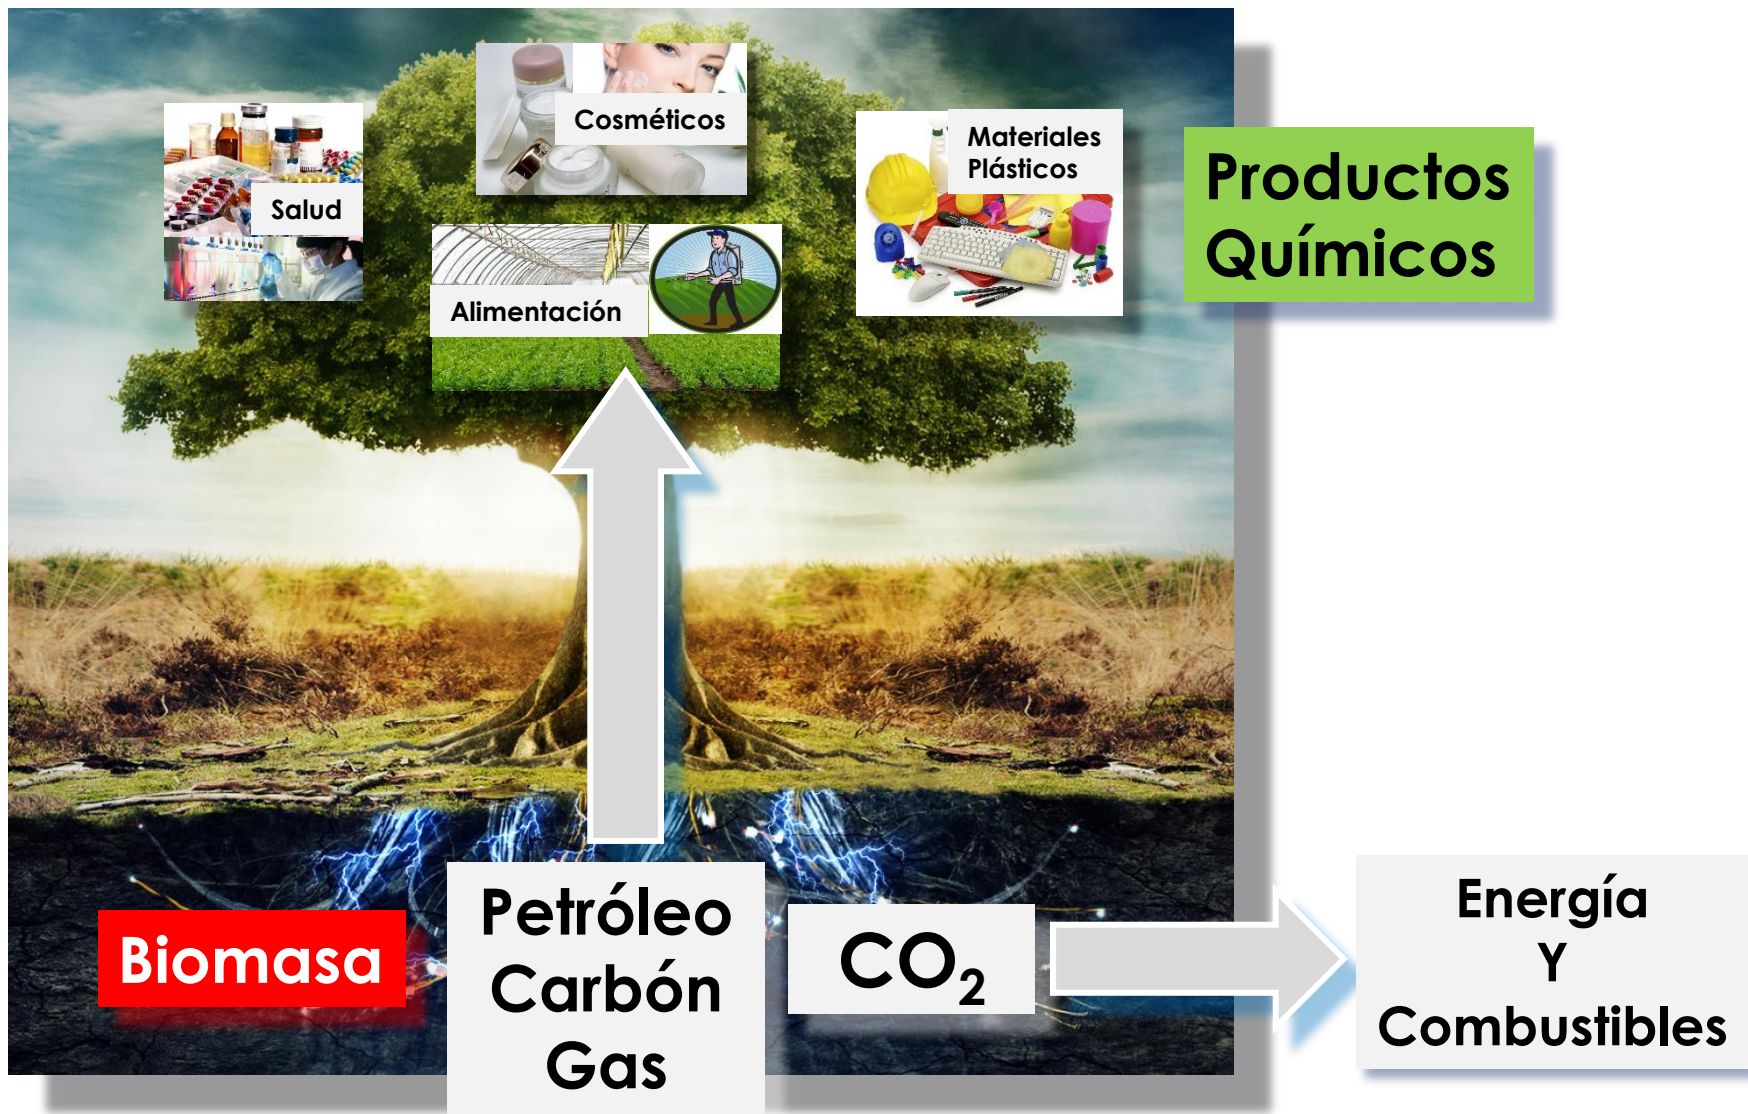 Cosméticos
Materiales
Plásticos
Salud
Productos
Químicos
Alimentación
Biomasa
Petróleo
Carbón
Gas
CO₂
Energía
Y
Combustibles